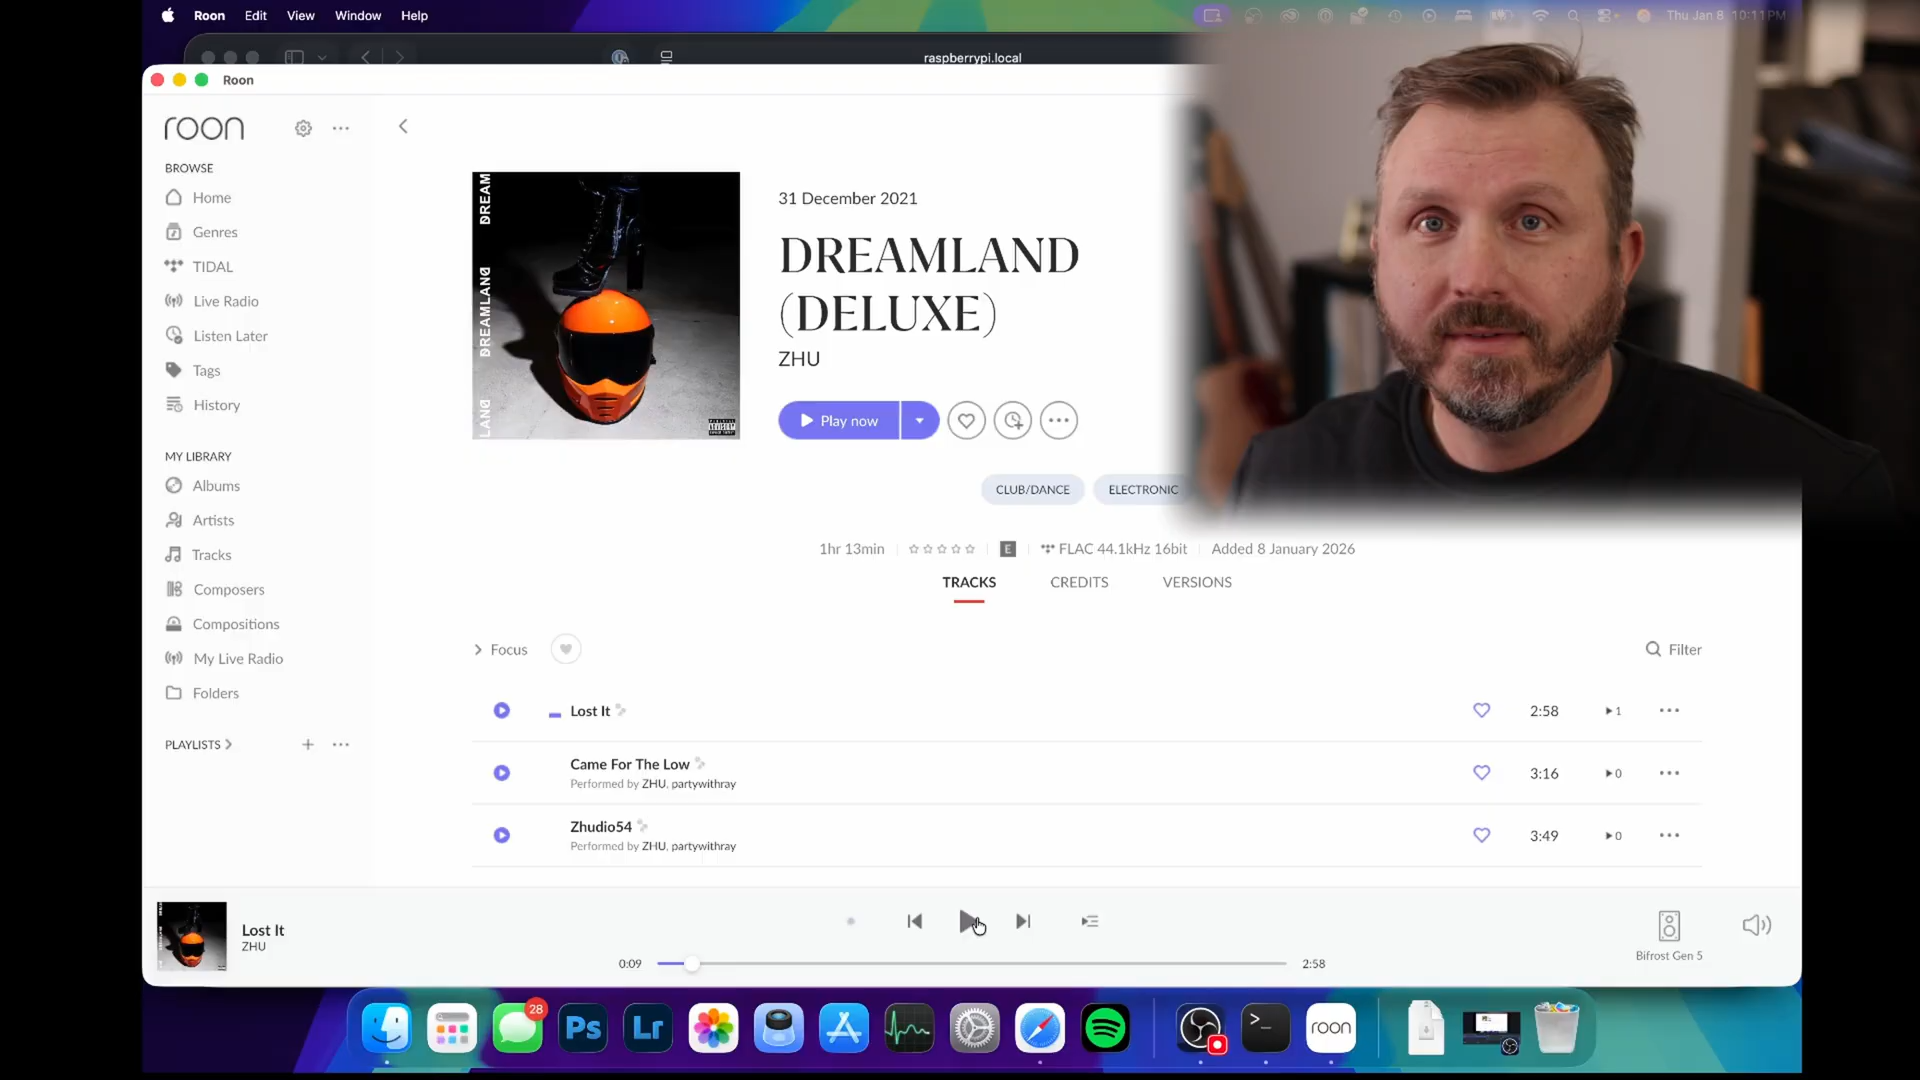 Roon Edit View Window Help
Thu Jan 8 10:11PM
raspberrypi.local
Roon
roon
BROWSE
Home
Genres
TIDAL
Live Radio
Listen Later
Tags
History
MY LIBRARY
Albums
Artists
Tracks
Composers
Compositions
My Live Radio
Folders
PLAYLISTS
DREAM
DREAMLAND
LAND
31 December 2021
DREAMLAND
(DELUXE)
ZHU
Play now
CLUB/DANCE ELECTRONIC
1hr 13min E FLAC 44.1kHz 16bit Added 8 January 2026
TRACKS CREDITS VERSIONS
Focus Filter
Lost It 2:58 1
Came For The Low 3:16 0
Performed by ZHU, partywithray
Zhudio54 3:49 0
Performed by ZHU, partywithray
Lost It
ZHU
0:09 2:58
Bifrost Gen 5
28
Ps
Lr
>_
roon